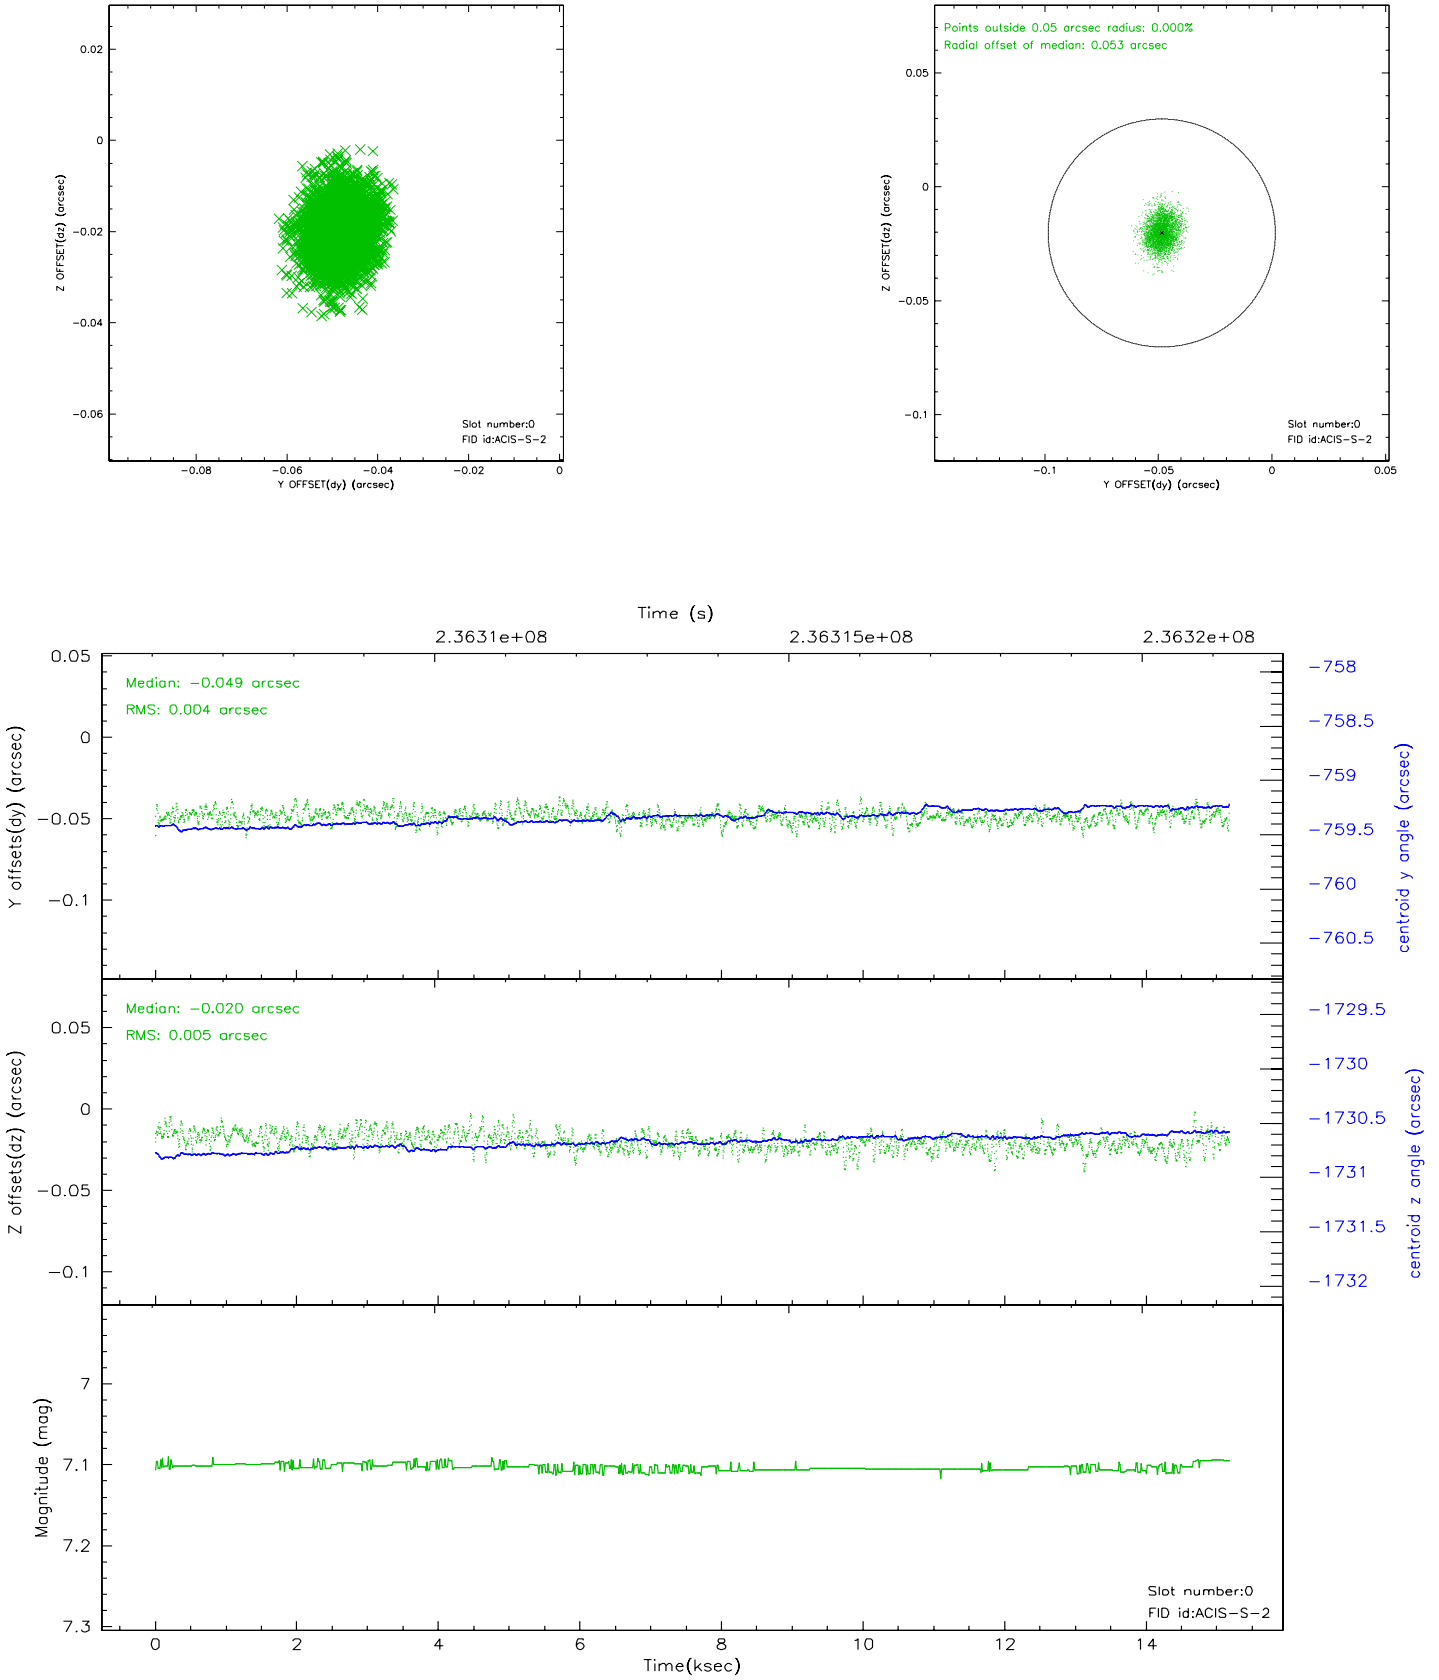 0.02
0
−0.02
−0.04
−0.06
Z OFFSET(dz) (arcsec)
Slot number:0
FID id:ACIS−S−2
−0.08
−0.06
−0.04
−0.02
0
Y OFFSET(dy) (arcsec)
Points outside 0.05 arcsec radius: 0.000%
Radial offset of median: 0.053 arcsec
0.05
0
−0.05
−0.1
Z OFFSET(dz) (arcsec)
Slot number:0
FID id:ACIS−S−2
−0.1
−0.05
0
0.05
Y OFFSET(dy) (arcsec)
Time (s)
2.3631e+08
2.36315e+08
2.3632e+08
0.05
0
−0.05
−0.1
Y offsets(dy) (arcsec)
Median: −0.049 arcsec
RMS: 0.004 arcsec
−758
−758.5
−759
−759.5
−760
−760.5
centroid y angle (arcsec)
0.05
0
−0.05
−0.1
Z offsets(dz) (arcsec)
Median: −0.020 arcsec
RMS: 0.005 arcsec
−1729.5
−1730
−1730.5
−1731
−1731.5
−1732
centroid z angle (arcsec)
7
7.1
7.2
7.3
Magnitude (mag)
Slot number:0
FID id:ACIS−S−2
0
2
4
6
8
10
12
14
Time(ksec)